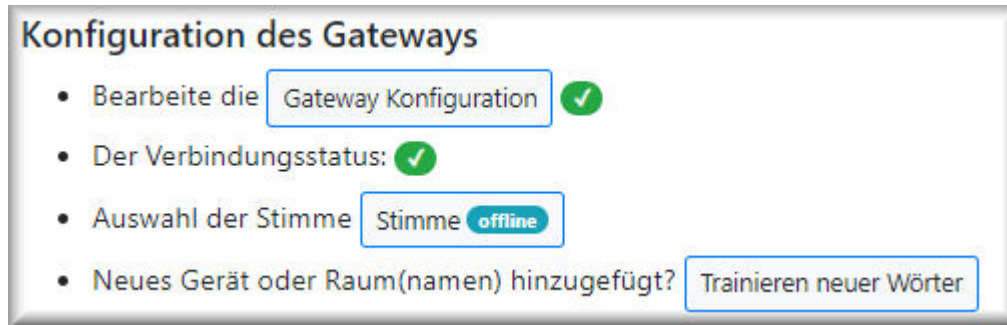 Konfiguration des Gateways
Bearbeite die Gateway Konfiguration
Der Verbindungsstatus:
Auswahl der Stimme Stimme offline
Neues Gerät oder Raum(namen) hinzugefügt? Trainieren neuer Wörter